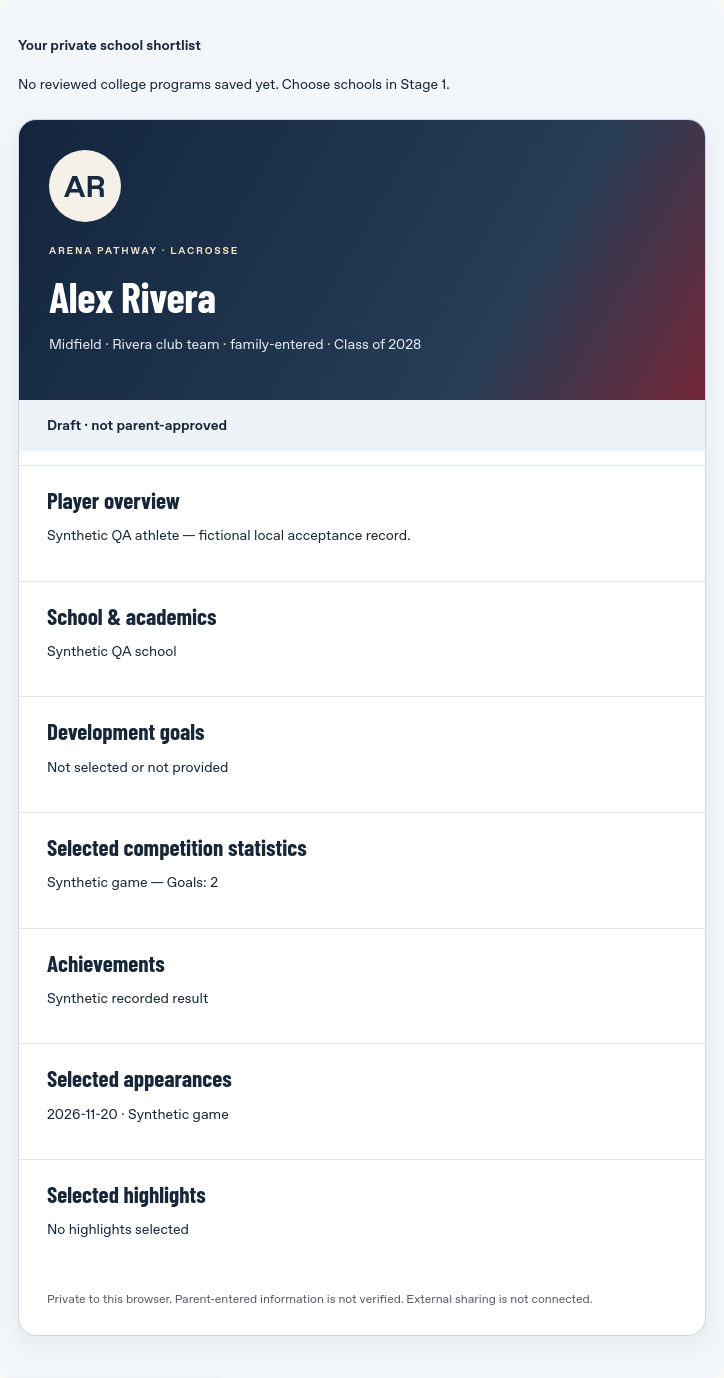 Your private school shortlist
No reviewed college programs saved yet. Choose schools in Stage 1.
AR
ARENA PATHWAY · LACROSSE
Alex Rivera
Midfield · Rivera club team · family-entered · Class of 2028
Draft · not parent-approved
Player overview
Synthetic QA athlete — fictional local acceptance record.
School & academics
Synthetic QA school
Development goals
Not selected or not provided
Selected competition statistics
Synthetic game — Goals: 2
Achievements
Synthetic recorded result
Selected appearances
2026-11-20 · Synthetic game
Selected highlights
No highlights selected
Private to this browser. Parent-entered information is not verified. External sharing is not connected.